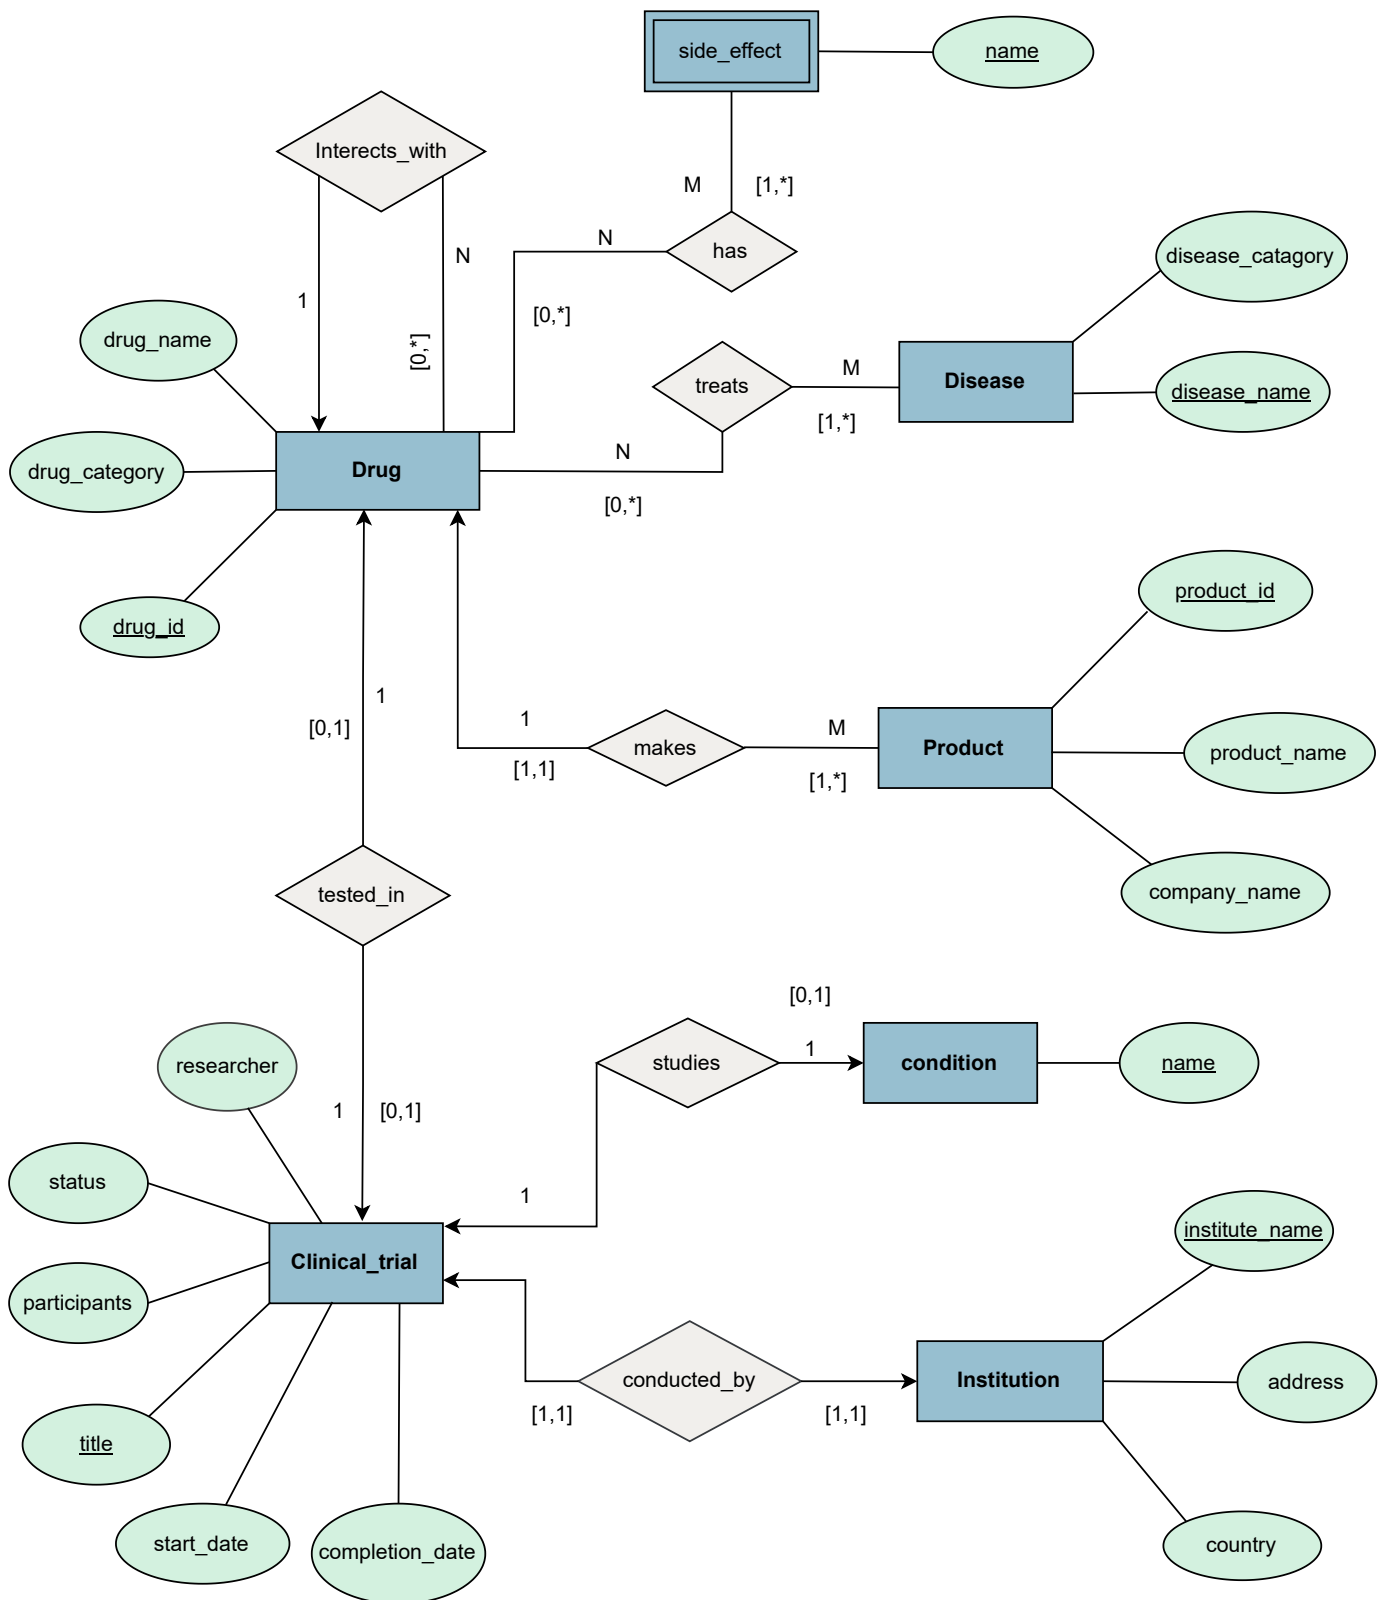 side_effect
name
Interects_with
M
[1,*]
N
has
N
1
[0,*]
[0,*]
disease_catagory
drug_name
treats
M
Disease
disease_name
[1,*]
drug_category
Drug
N
[0,*]
drug_id
product_id
1
[0,1]
1
[1,1]
makes
M
[1,*]
Product
product_name
company_name
tested_in
[0,1]
studies
1
condition
name
researcher
1
[0,1]
status
1
institute_name
Clinical_trial
participants
conducted_by
[1,1]
[1,1]
Institution
address
title
start_date
completion_date
country